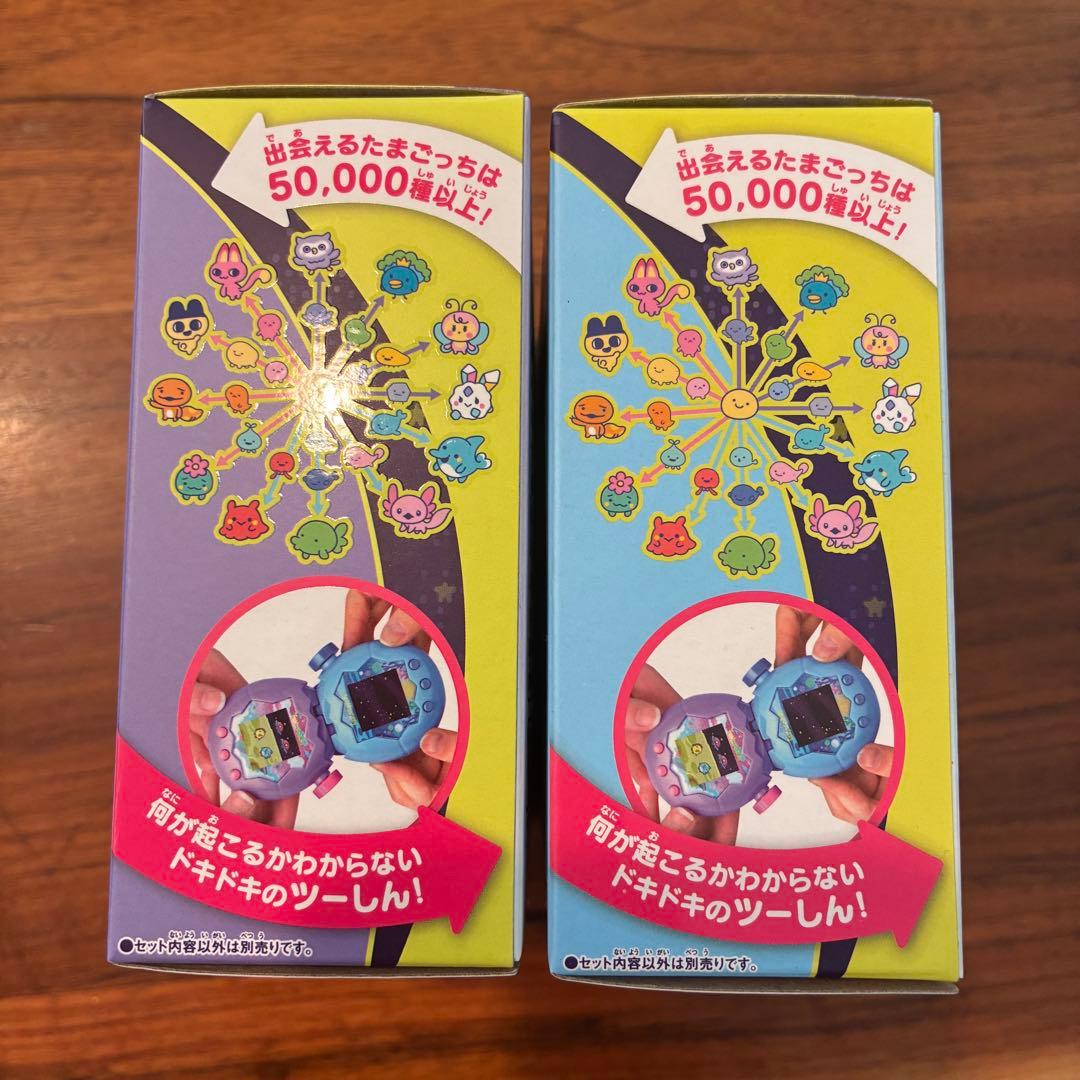 出会えるたまごっちは
50,000種以上!
何が起こるかわからない
ドキドキのツーしん!
●セット内容以外は別売りです。
出会えるたまごっちは
50,000種以上!
何が起こるかわからない
ドキドキのツーしん!
●セット内容以外は別売りです。